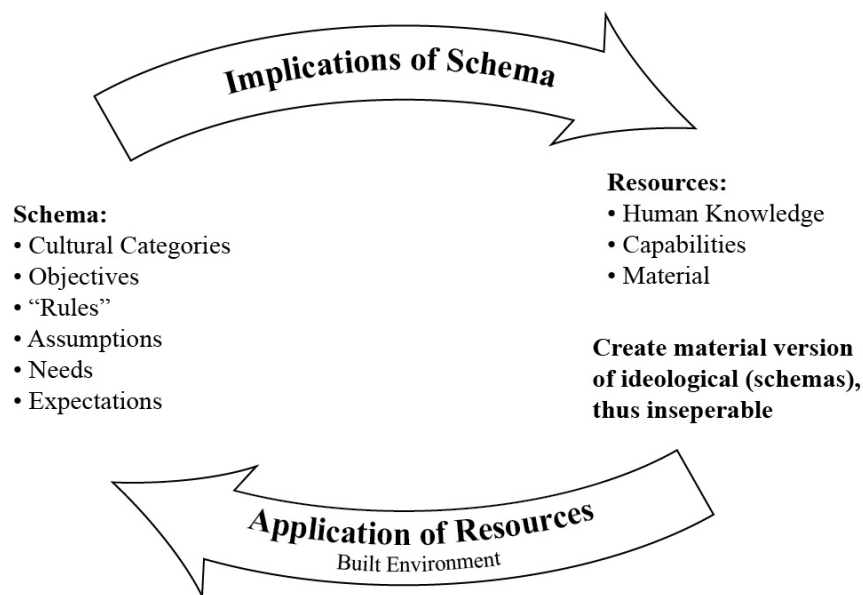 Implications of Schema
Schema:
• Cultural Categories
• Objectives
• “Rules”
• Assumptions
• Needs
• Expectations
Resources:
• Human Knowledge
• Capabilities
• Material
Create material version
of ideological (schemas),
thus inseperable
Application of Resources
Built Environment